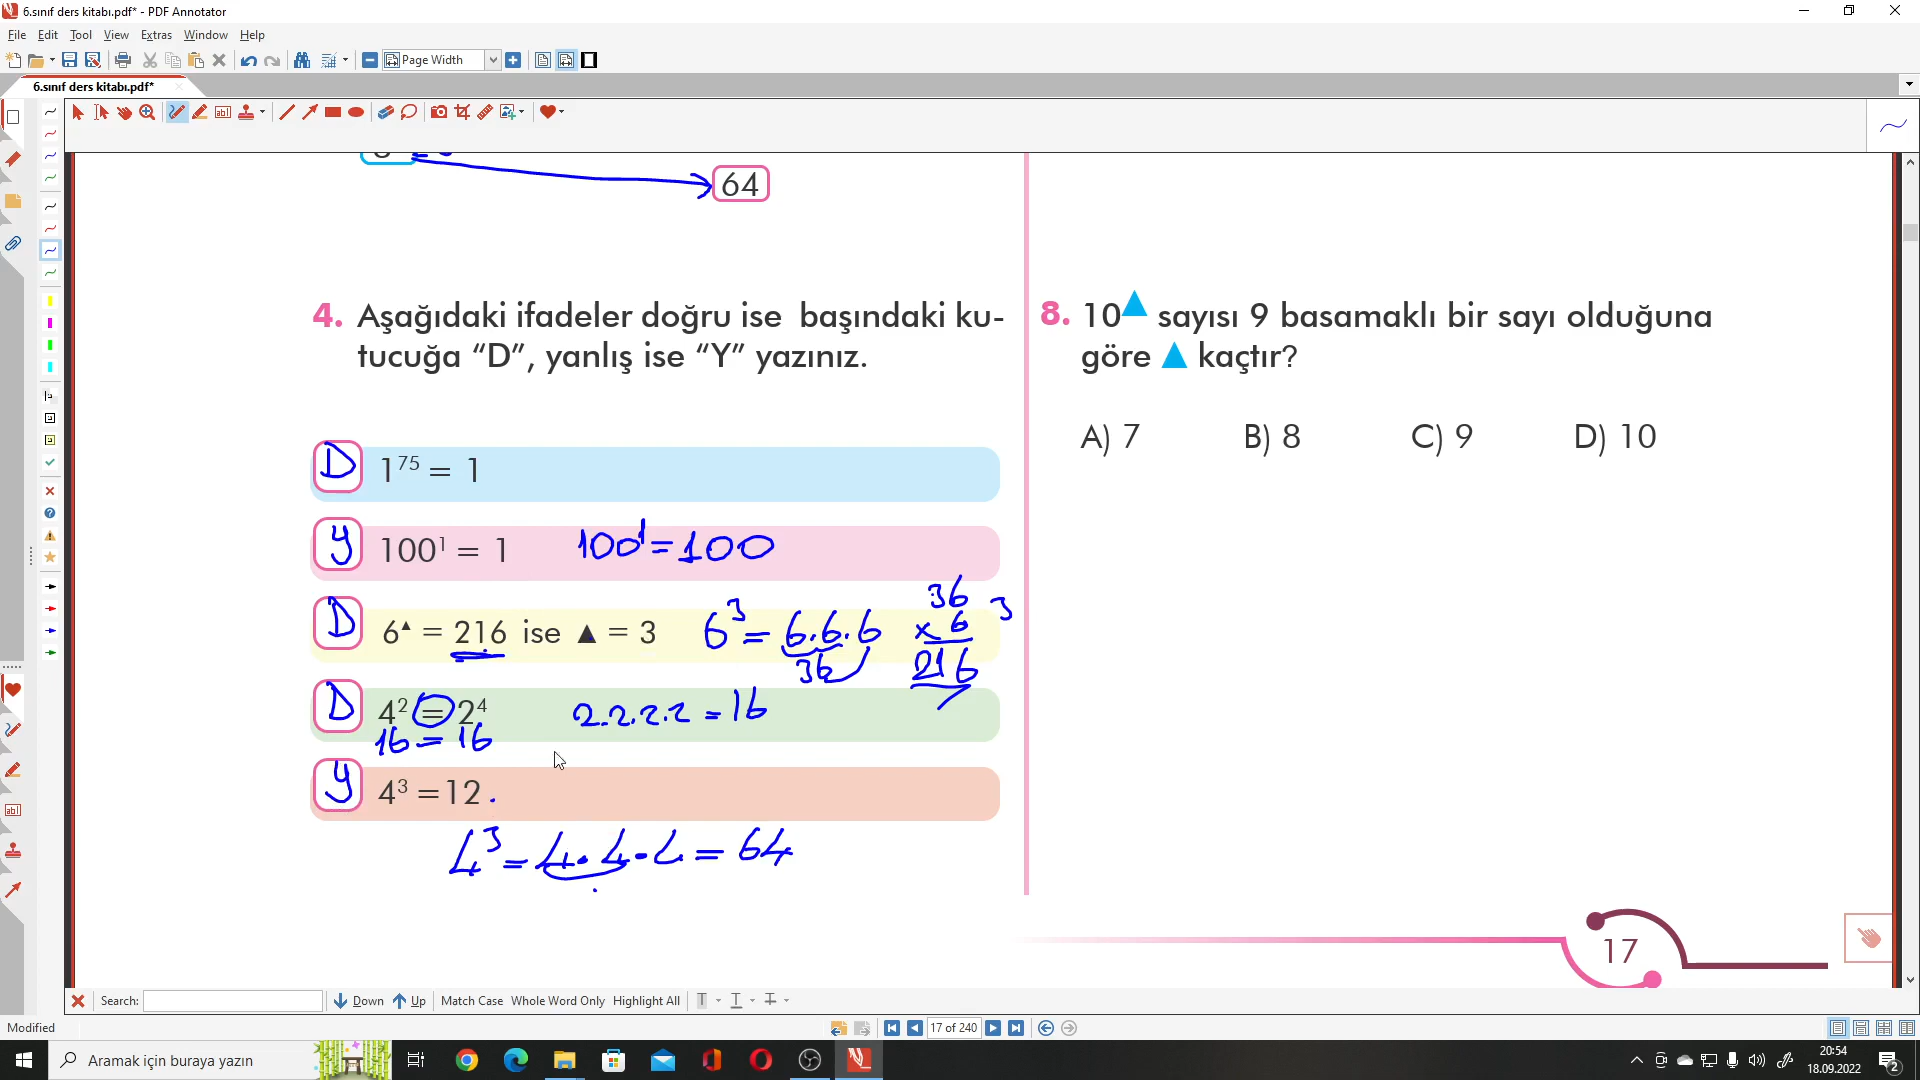 6.sınıf ders kitabı.pdf* - PDF Annotator
File Edit Tool View Extras Window Help
Page Width
6.sınıf ders kitabı.pdf*
64
4. Aşağıdaki ifadeler doğru ise başındaki ku-
tucuğa “D”, yanlış ise “Y” yazınız.
D 1⁷⁵ = 1
Y 100¹ = 1 100¹ = 100
D 6▲ = 216 ise ▲ = 3 6³ = 6.6.6 36 3
x 6
36 216
D 4² = 2⁴ 2.2.2.2 = 16
16 = 16
Y 4³ = 12 .
4³ = 4.4.4 = 64
8. 10▲ sayısı 9 basamaklı bir sayı olduğuna
göre ▲ kaçtır?
A) 7 B) 8 C) 9 D) 10
17
Search: Down Up Match Case Whole Word Only Highlight All
Modified 17 of 240
Aramak için buraya yazın
20:54
18.09.2022
2